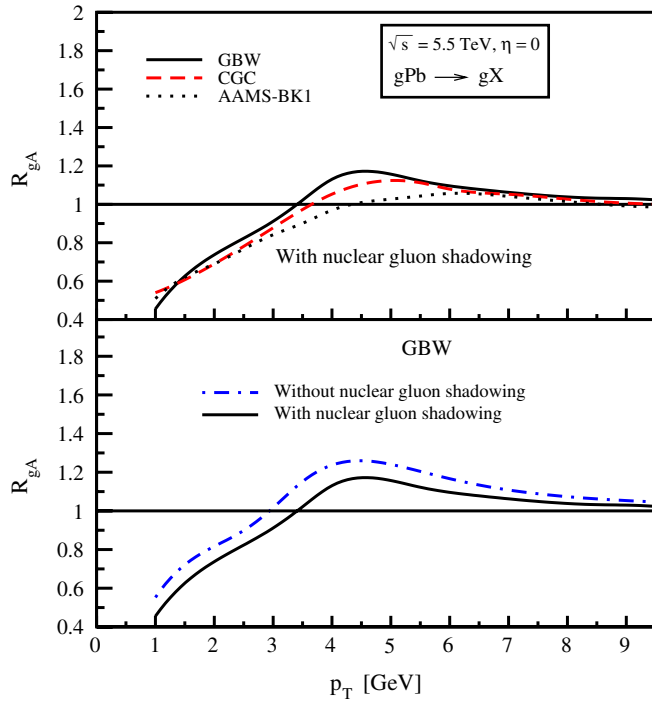 2
1.8
1.6
1.4
1.2
1
0.8
0.6
0.4
R_gA
GBW
CGC
AAMS-BK1
√s = 5.5 TeV, η = 0
gPb → gX
With nuclear gluon shadowing
1.8
1.6
1.4
1.2
1
0.8
0.6
0.4
R_gA
GBW
Without nuclear gluon shadowing
With nuclear gluon shadowing
0 1 2 3 4 5 6 7 8 9
p_T [GeV]